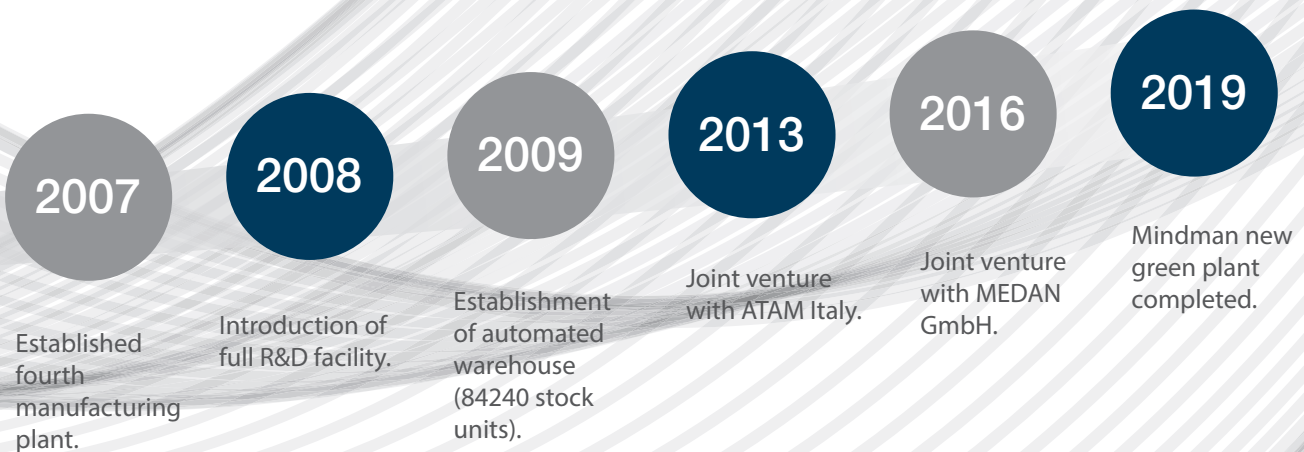 2007
Established
fourth
manufacturing
plant.
2008
Introduction of
full R&D facility.
2009
Establishment
of automated
warehouse
(84240 stock
units).
2013
Joint venture
with ATAM Italy.
2016
Joint venture
with MEDAN
GmbH.
2019
Mindman new
green plant
completed.